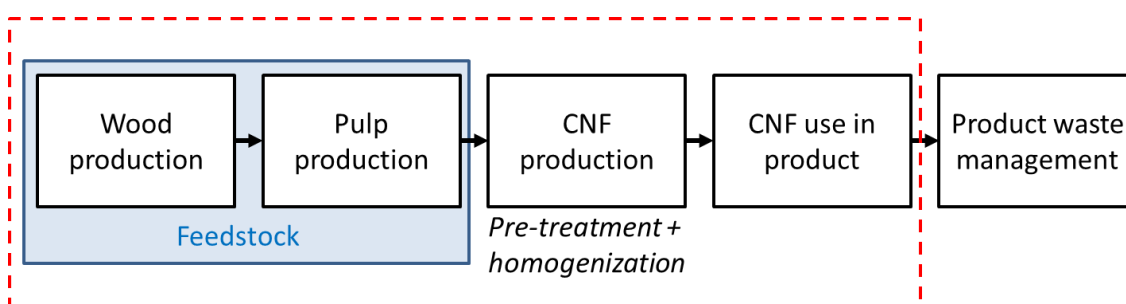 Wood
production
Pulp
production
CNF
production
CNF use in
product
Product waste
management
Feedstock
Pre-treatment +
homogenization